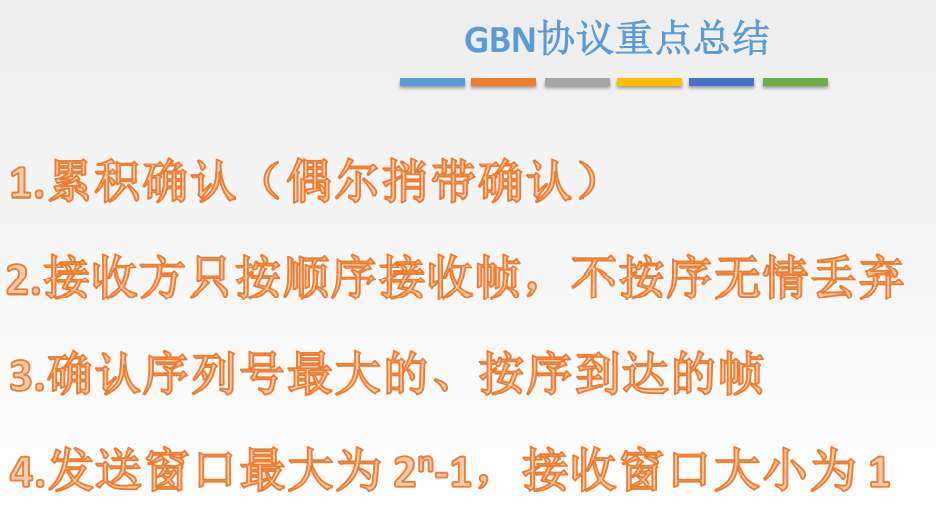 GBN协议重点总结
1.累积确认（偶尔捎带确认）
2.接收方只按顺序接收帧，不按序无情丢弃
3.确认序列号最大的、按序到达的帧
4.发送窗口最大为2ⁿ-1，接收窗口大小为1